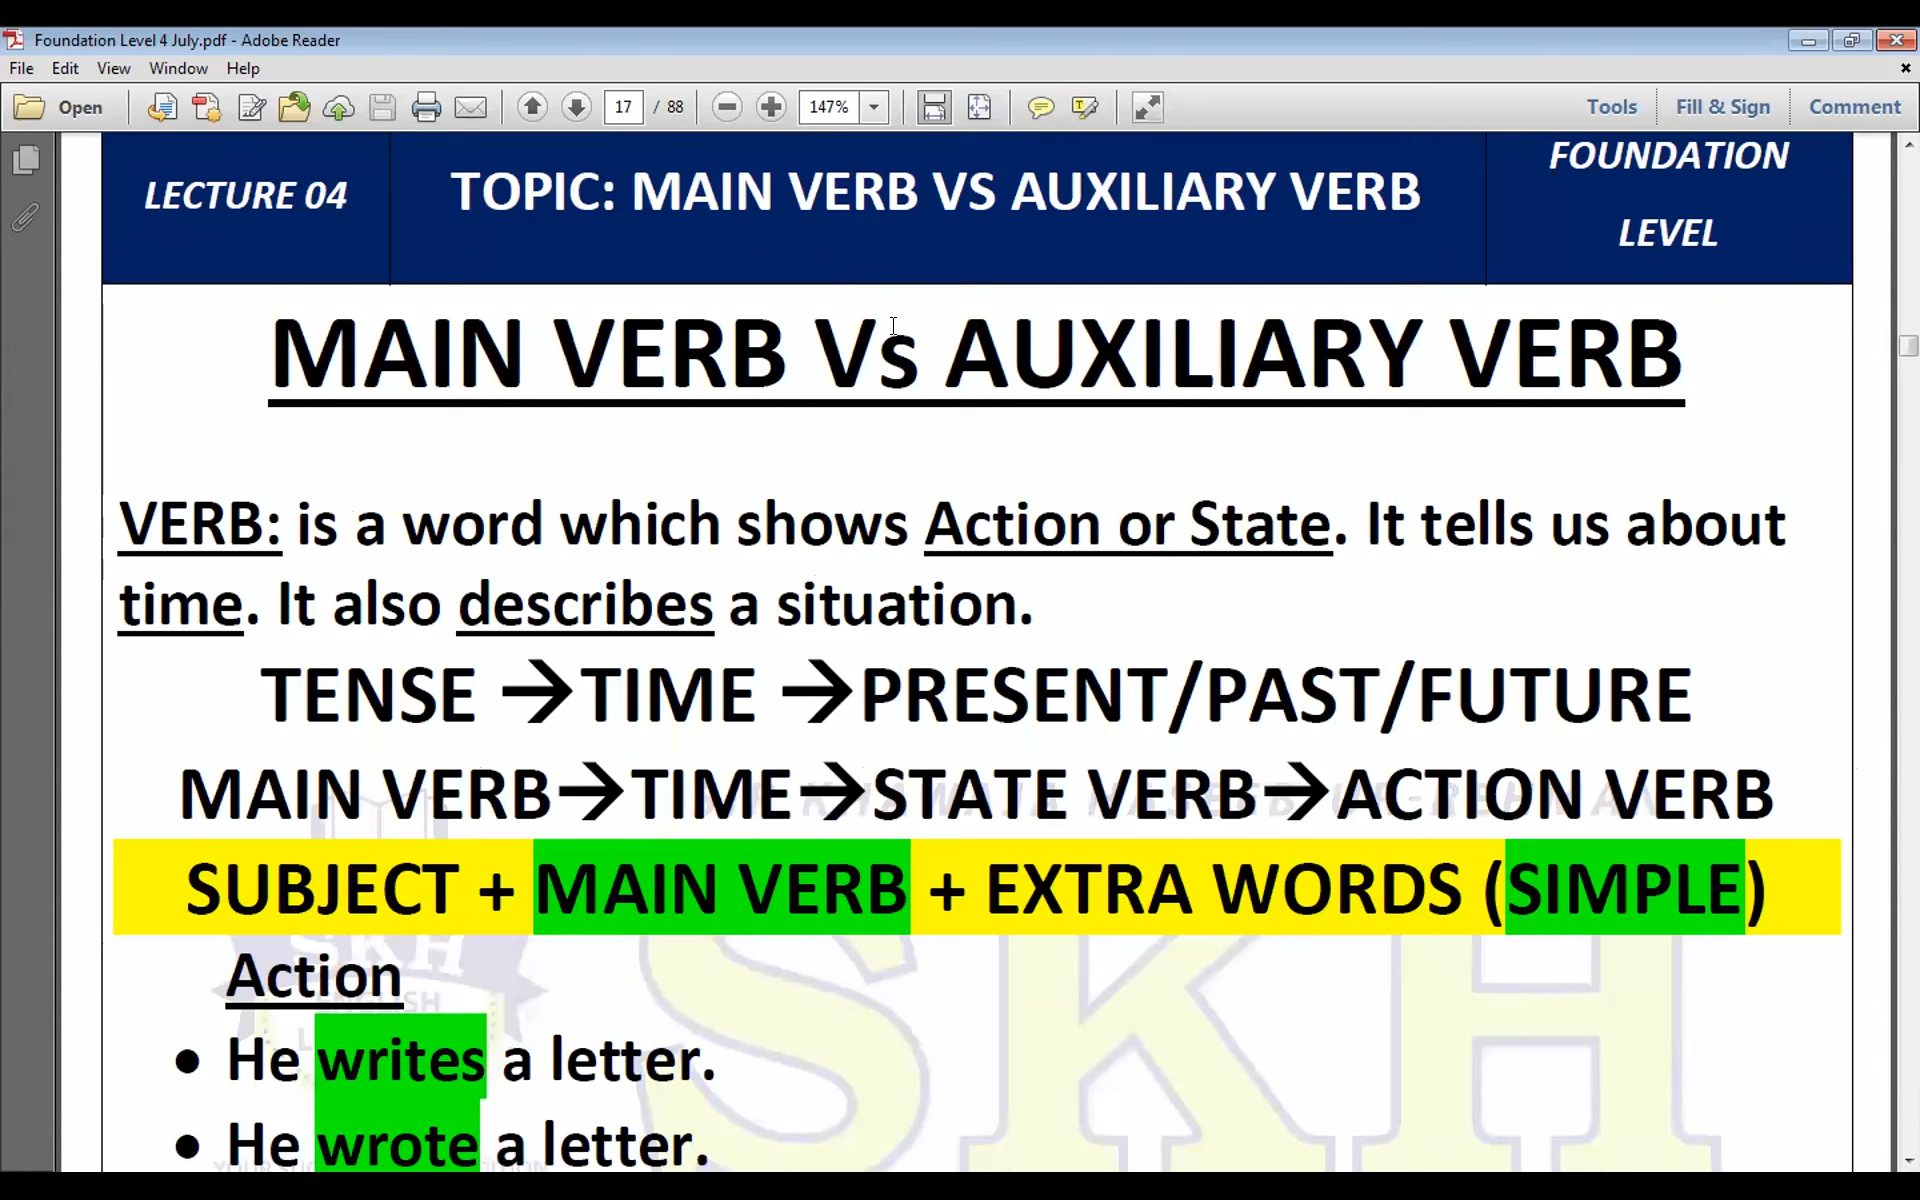 Foundation Level 4 July.pdf - Adobe Reader
File Edit View Window Help
Open 17 / 88 147% Tools Fill & Sign Comment
LECTURE 04
TOPIC: MAIN VERB VS AUXILIARY VERB
FOUNDATION
LEVEL
MAIN VERB Vs AUXILIARY VERB
VERB: is a word which shows Action or State. It tells us about
time. It also describes a situation.
TENSE →TIME →PRESENT/PAST/FUTURE
MAIN VERB→TIME→STATE VERB→ACTION VERB
SUBJECT + MAIN VERB + EXTRA WORDS (SIMPLE)
Action
• He writes a letter.
• He wrote a letter.
SKH
ENGLISH
SKH